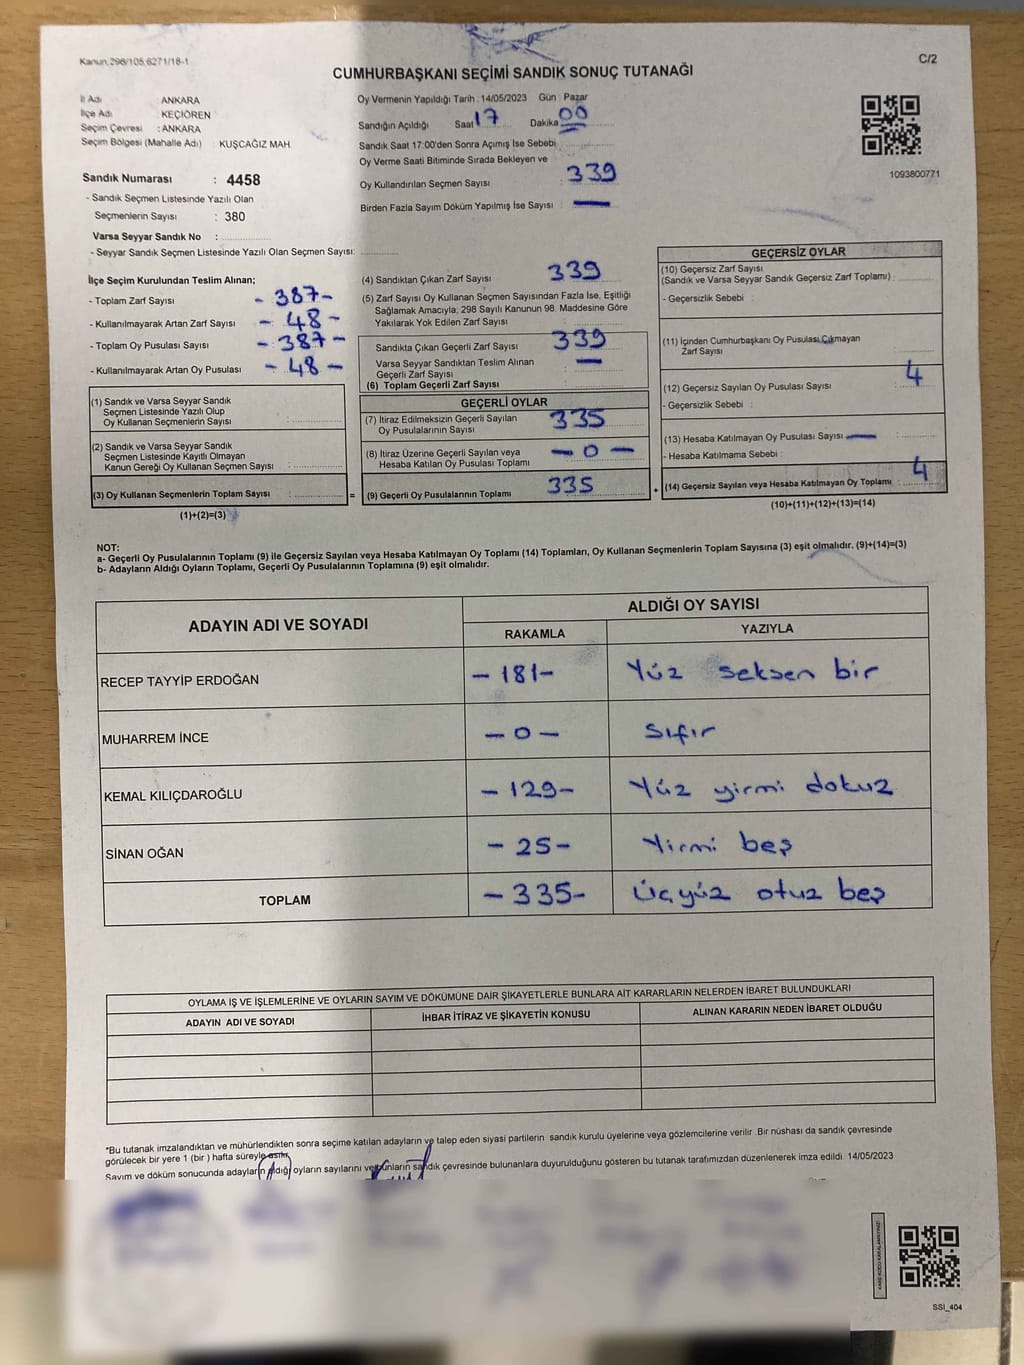 Kanun 298/105,6271/18-1
C/2
CUMHURBAŞKANI SEÇİMİ SANDIK SONUÇ TUTANAĞI
İl Adı : ANKARA
İlçe Adı : KEÇİÖREN
Seçim Çevresi : ANKARA
Seçim Bölgesi (Mahalle Adı) : KUŞCAĞIZ MAH.
Sandık Numarası : 4458
- Sandık Seçmen Listesinde Yazılı Olan
Seçmenlerin Sayısı : 380
Varsa Seyyar Sandık No :
- Seyyar Sandık Seçmen Listesinde Yazılı Olan Seçmen Sayısı:
Oy Vermenin Yapıldığı Tarih : 14/05/2023 Gün : Pazar
Sandığın Açıldığı Saat 17 Dakika 00
Sandık Saat 17:00'den Sonra Açımış İse Sebebi :
Oy Verme Saati Bitiminde Sırada Bekleyen ve
Oy Kullandırılan Seçmen Sayısı 339
Birden Fazla Sayım Döküm Yapılmış İse Sayısı : —
1093800771
İlçe Seçim Kurulundan Teslim Alınan;
- Toplam Zarf Sayısı - 387-
- Kullanılmayarak Artan Zarf Sayısı - 48 -
- Toplam Oy Pusulası Sayısı - 387 -
- Kullanılmayarak Artan Oy Pusulası - 48 -
(1) Sandık ve Varsa Seyyar Sandık
Seçmen Listesinde Yazılı Olup
Oy Kullanan Seçmenlerin Sayısı :
(2) Sandık ve Varsa Seyyar Sandık
Seçmen Listesinde Kayıtlı Olmayan
Kanun Gereği Oy Kullanan Seçmen Sayısı :
(3) Oy Kullanan Seçmenlerin Toplam Sayısı : =
(1)+(2)=(3)
(4) Sandıktan Çıkan Zarf Sayısı 339
(5) Zarf Sayısı Oy Kullanan Seçmen Sayısından Fazla İse, Eşitliği
Sağlamak Amacıyla; 298 Sayılı Kanunun 98. Maddesine Göre
Yakılarak Yok Edilen Zarf Sayısı :
Sandıkta Çıkan Geçerli Zarf Sayısı 339
Varsa Seyyar Sandıktan Teslim Alınan
Geçerli Zarf Sayısı —
(6) Toplam Geçerli Zarf Sayısı
GEÇERLİ OYLAR
(7) İtiraz Edilmeksizin Geçerli Sayılan
Oy Pusulalarının Sayısı 335
(8) İtiraz Üzerine Geçerli Sayılan veya
Hesaba Katılan Oy Pusulası Toplamı - 0 -
(9) Geçerli Oy Pusulalarının Toplamı 335 +
GEÇERSİZ OYLAR
(10) Geçersiz Zarf Sayısı
(Sandık ve Varsa Seyyar Sandık Geçersiz Zarf Toplamı) :
- Geçersizlik Sebebi :
(11) İçinden Cumhurbaşkanı Oy Pusulası Çıkmayan
Zarf Sayısı
(12) Geçersiz Sayılan Oy Pusulası Sayısı 4
- Geçersizlik Sebebi :
(13) Hesaba Katılmayan Oy Pusulası Sayısı —
- Hesaba Katılmama Sebebi :
(14) Geçersiz Sayılan veya Hesaba Katılmayan Oy Toplamı : 4
(10)+(11)+(12)+(13)=(14)
NOT:
a- Geçerli Oy Pusulalarının Toplamı (9) ile Geçersiz Sayılan veya Hesaba Katılmayan Oy Toplamı (14) Toplamları, Oy Kullanan Seçmenlerin Toplam Sayısına (3) eşit olmalıdır. (9)+(14)=(3)
b- Adayların Aldığı Oyların Toplamı, Geçerli Oy Pusulalarının Toplamına (9) eşit olmalıdır.
ADAYIN ADI VE SOYADI
ALDIĞI OY SAYISI
RAKAMLA YAZIYLA
RECEP TAYYİP ERDOĞAN - 181- Yüz seksen bir
MUHARREM İNCE - 0 - Sıfır
KEMAL KILIÇDAROĞLU - 129- Yüz yirmi dokuz
SİNAN OĞAN - 25- Yirmi beş
TOPLAM - 335- Üçyüz otuz beş
OYLAMA İŞ VE İŞLEMLERİNE VE OYLARIN SAYIM VE DÖKÜMÜNE DAİR ŞİKAYETLERLE BUNLARA AİT KARARLARIN NELERDEN İBARET BULUNDUKLARI
ADAYIN ADI VE SOYADI İHBAR İTİRAZ VE ŞİKAYETİN KONUSU ALINAN KARARIN NEDEN İBARET OLDUĞU
*Bu tutanak imzalandıktan ve mühürlendikten sonra seçime katılan adayların ve talep eden siyasi partilerin sandık kurulu üyelerine veya gözlemcilerine verilir. Bir nüshası da sandık çevresinde
görülecek bir yere 1 (bir ) hafta süreyle asılır.
Sayım ve döküm sonucunda adayların aldığı oyların sayılarını ve bunların sandık çevresinde bulunanlara duyurulduğunu gösteren bu tutanak tarafımızdan düzenlenerek imza edildi. 14/05/2023
SSI_404